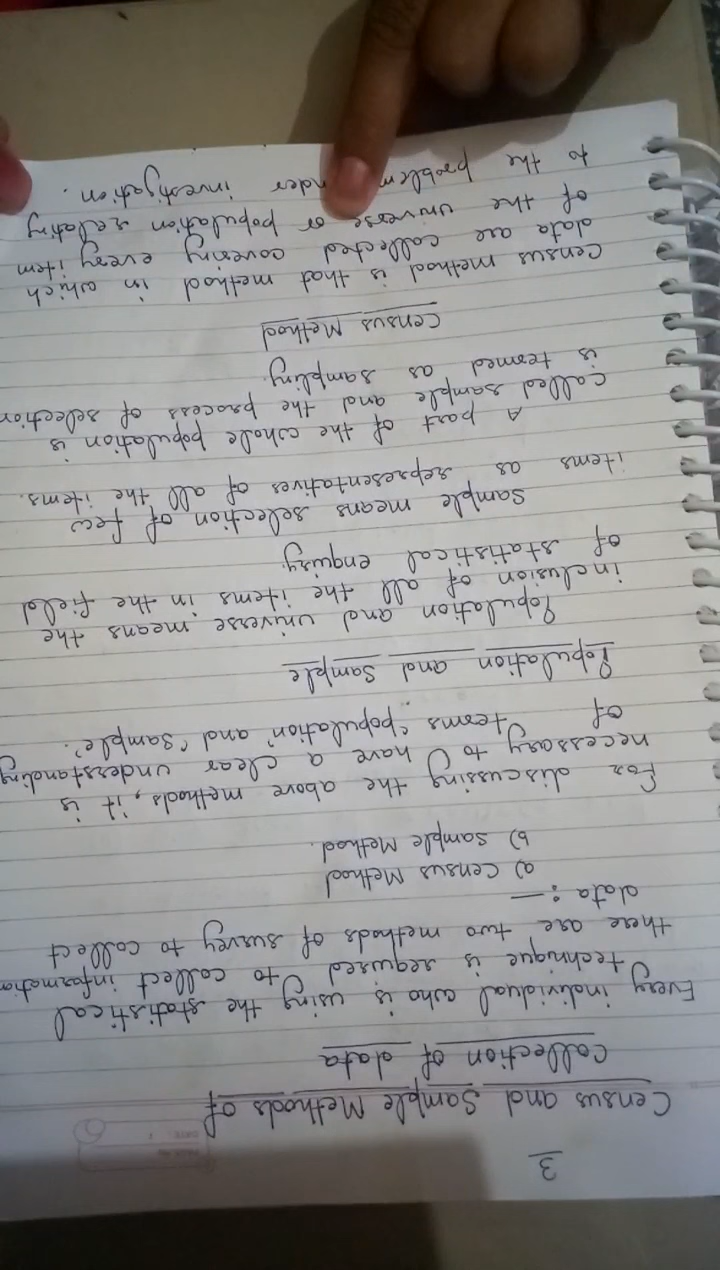 3
Census and Sample Methods of
collection of data
Every individual who is using the statistical
technique is required to collect information
there are two methods of survey to collect
data :-
a) Census Method
b) Sample Method.
For discussing the above methods, it is
necessary to have a clear understanding
of terms "population" and "sample".
Population and Sample
Population and universe means the
inclusion of all the items in the field
of statistical enquiry.
Sample means selection of few
items as representatives of all the items.
A part of the whole population is
called sample and the process of selection
is termed as sampling.
Census Method
Census method is that method in which
data are collected covering every item
of the universe or population relating
to the problem under investigation.